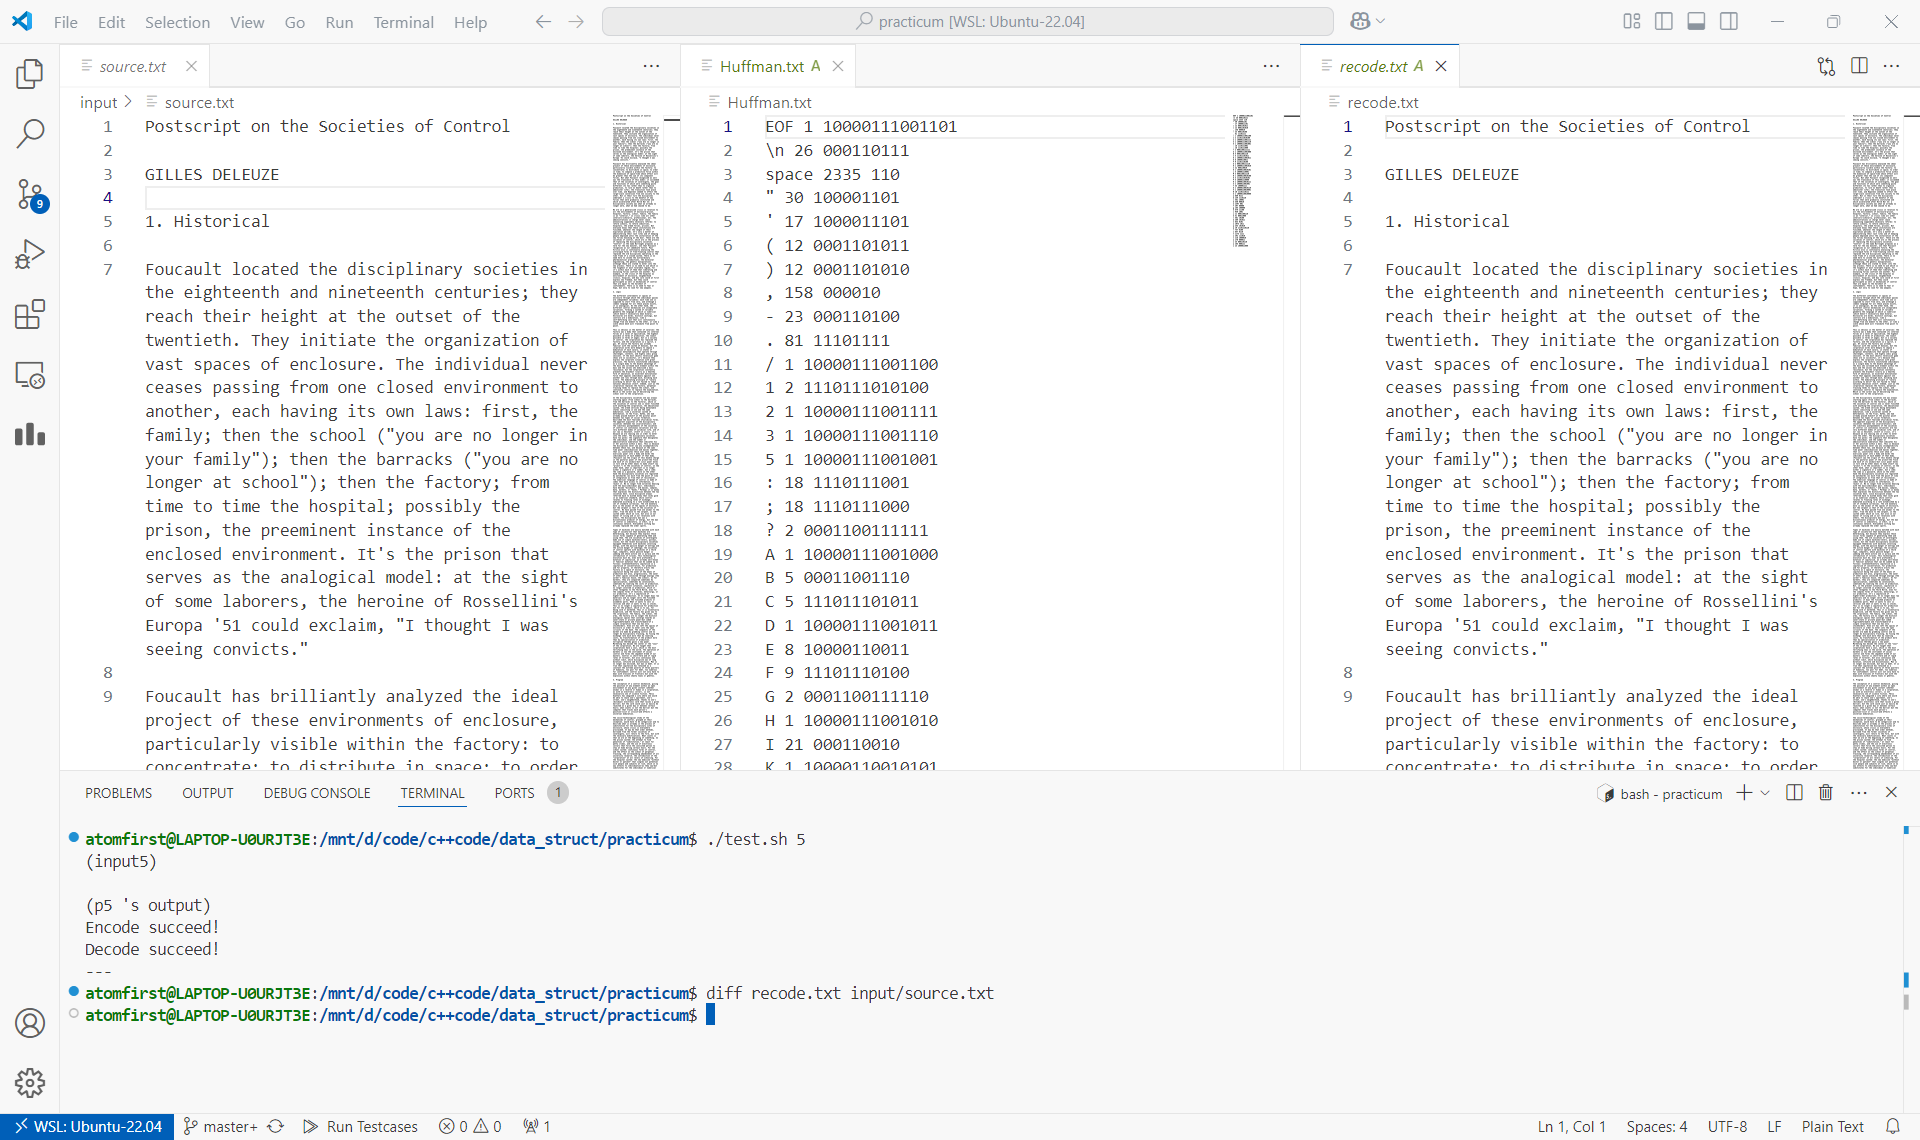 File Edit Selection View Go Run Terminal Help
practicum [WSL: Ubuntu-22.04]
source.txt
input > source.txt
1 Postscript on the Societies of Control
2
3 GILLES DELEUZE
4
5 1. Historical
6
7 Foucault located the disciplinary societies in
the eighteenth and nineteenth centuries; they
reach their height at the outset of the
twentieth. They initiate the organization of
vast spaces of enclosure. The individual never
ceases passing from one closed environment to
another, each having its own laws: first, the
family; then the school ("you are no longer in
your family"); then the barracks ("you are no
longer at school"); then the factory; from
time to time the hospital; possibly the
prison, the preeminent instance of the
enclosed environment. It's the prison that
serves as the analogical model: at the sight
of some laborers, the heroine of Rossellini's
Europa '51 could exclaim, "I thought I was
seeing convicts."
8
9 Foucault has brilliantly analyzed the ideal
project of these environments of enclosure,
particularly visible within the factory: to
concentrate; to distribute in space; to order
Huffman.txt A
Huffman.txt
1 EOF 1 10000111001101
2 \n 26 000110111
3 space 2335 110
4 " 30 100001101
5 ' 17 1000011101
6 ( 12 0001101011
7 ) 12 0001101010
8 , 158 000010
9 - 23 000110100
10 . 81 11101111
11 / 1 10000111001100
12 1 2 1110111010100
13 2 1 10000111001111
14 3 1 10000111001110
15 5 1 10000111001001
16 : 18 1110111001
17 ; 18 1110111000
18 ? 2 0001100111111
19 A 1 10000111001000
20 B 5 00011001110
21 C 5 111011101011
22 D 1 10000111001011
23 E 8 10000110011
24 F 9 11101110100
25 G 2 0001100111110
26 H 1 10000111001010
27 I 21 000110010
28 K 1 10000110010101
recode.txt A
recode.txt
1 Postscript on the Societies of Control
2
3 GILLES DELEUZE
4
5 1. Historical
6
7 Foucault located the disciplinary societies in
the eighteenth and nineteenth centuries; they
reach their height at the outset of the
twentieth. They initiate the organization of
vast spaces of enclosure. The individual never
ceases passing from one closed environment to
another, each having its own laws: first, the
family; then the school ("you are no longer in
your family"); then the barracks ("you are no
longer at school"); then the factory; from
time to time the hospital; possibly the
prison, the preeminent instance of the
enclosed environment. It's the prison that
serves as the analogical model: at the sight
of some laborers, the heroine of Rossellini's
Europa '51 could exclaim, "I thought I was
seeing convicts."
8
9 Foucault has brilliantly analyzed the ideal
project of these environments of enclosure,
particularly visible within the factory: to
concentrate; to distribute in space; to order
9
PROBLEMS OUTPUT DEBUG CONSOLE TERMINAL PORTS 1
bash - practicum
atomfirst@LAPTOP-U0URJT3E:/mnt/d/code/c++code/data_struct/practicum$ ./test.sh 5
(input5)
(p5 's output)
Encode succeed!
Decode succeed!
---
atomfirst@LAPTOP-U0URJT3E:/mnt/d/code/c++code/data_struct/practicum$ diff recode.txt input/source.txt
atomfirst@LAPTOP-U0URJT3E:/mnt/d/code/c++code/data_struct/practicum$
WSL: Ubuntu-22.04 master+ Run Testcases 0 0 1
Ln 1, Col 1 Spaces: 4 UTF-8 LF Plain Text